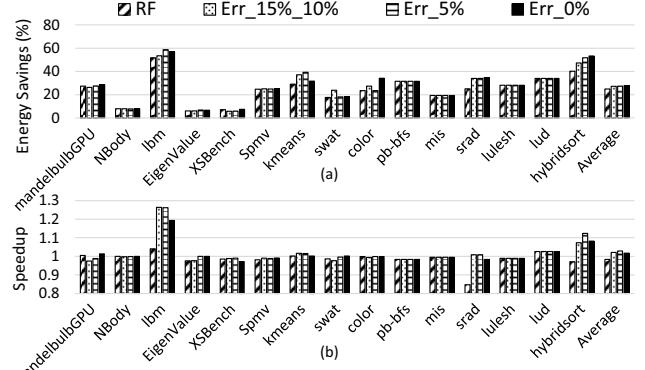 RF Err_15%_10% Err_5% Err_0%
Energy Savings (%)
80
60
40
20
0
mandelbulbGPU NBody lbm EigenValue XSBench Spmv kmeans swat color pb-bfs mis srad lulesh lud hybridsort Average
(a)
Speedup
1.3
1.2
1.1
1
0.9
0.8
andelbulbGPU NBody lbm EigenValue XSBench Spmv kmeans swat color pb-bfs mis srad lulesh lud hybridsort Average
(b)